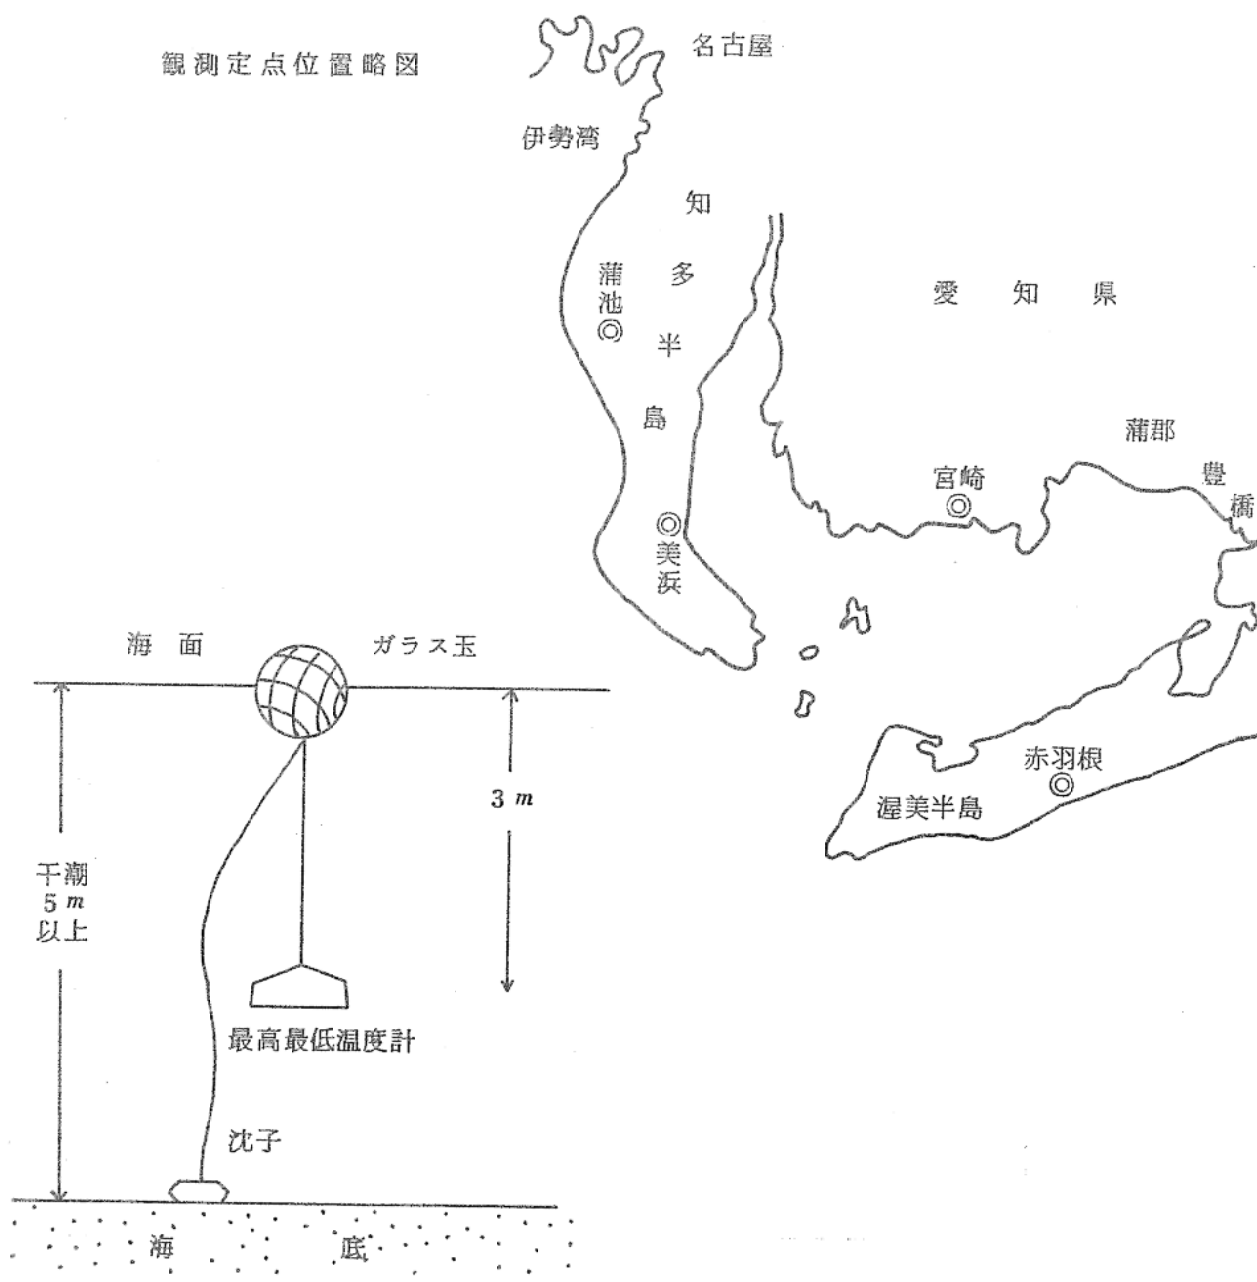 観測定点位置略図
名古屋
伊勢湾
知多半島
蒲池
愛知県
蒲郡
豊橋
宮崎
美浜
赤羽根
渥美半島
海面
ガラス玉
3 m
干潮
5 m
以上
最高最低温度計
沈子
海底